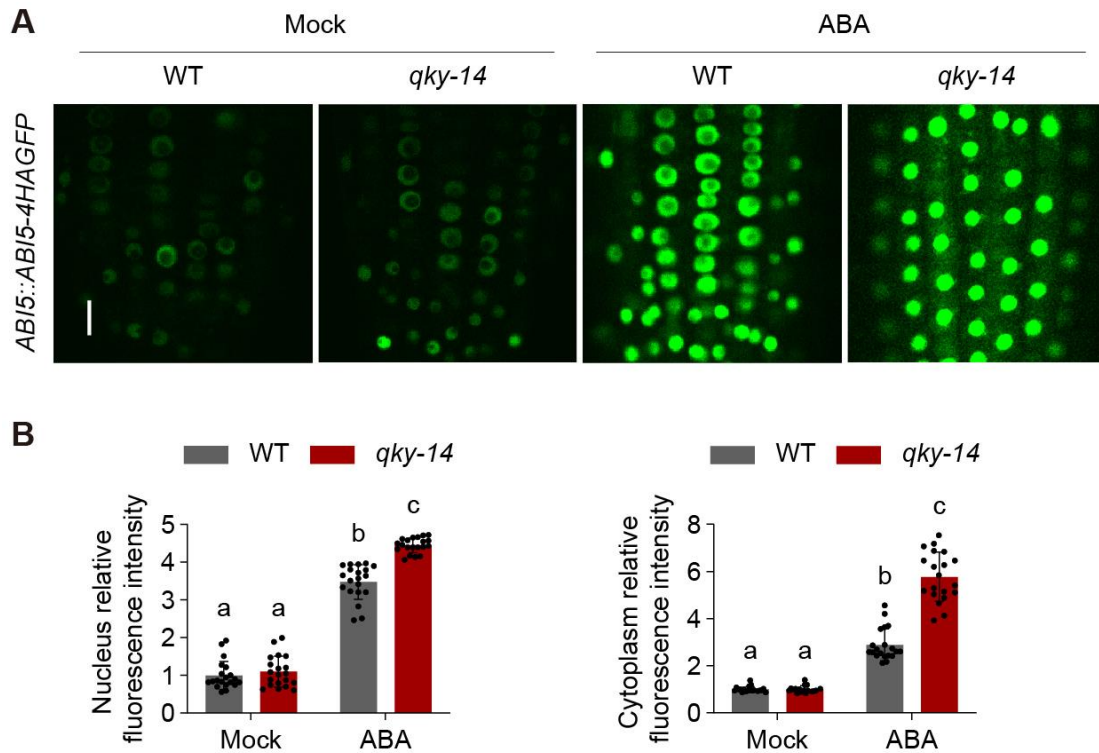 A
Mock
ABA
WT
qky-14
WT
qky-14
ABI5::ABI5-4HAGFP
B
WT
qky-14
Nucleus relative
fluorescence intensity
5
4
3
2
1
0
a
a
b
c
Mock
ABA
WT
qky-14
Cytoplasm relative
fluorescence intensity
8
6
4
2
0
a
a
b
c
Mock
ABA